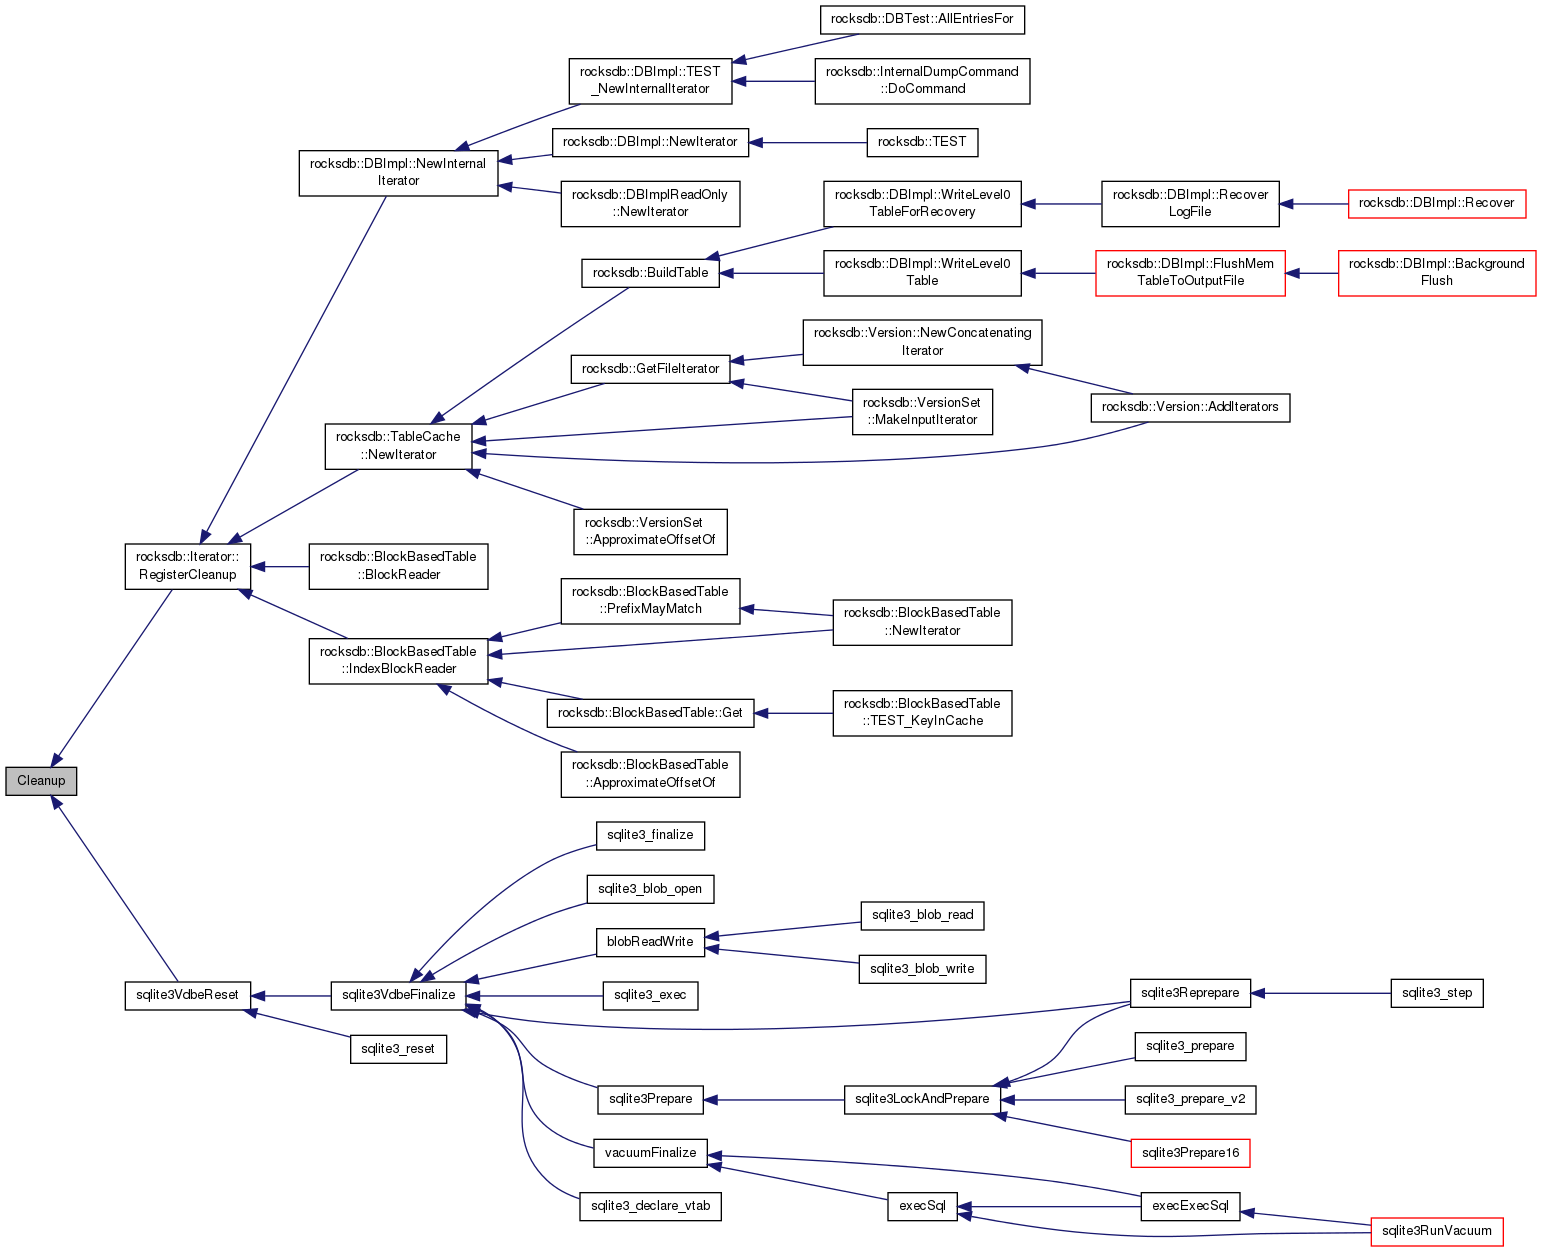 rocksdb::DBTest::AllEntriesFor
rocksdb::DBImpl::TEST
_NewInternalIterator
rocksdb::InternalDumpCommand
::DoCommand
rocksdb::DBImpl::NewIterator
rocksdb::TEST
rocksdb::DBImpl::NewInternal
Iterator
rocksdb::DBImplReadOnly
::NewIterator
rocksdb::DBImpl::WriteLevel0
TableForRecovery
rocksdb::DBImpl::Recover
LogFile
rocksdb::DBImpl::Recover
rocksdb::BuildTable
rocksdb::DBImpl::WriteLevel0
Table
rocksdb::DBImpl::FlushMem
TableToOutputFile
rocksdb::DBImpl::Background
Flush
rocksdb::Version::NewConcatenating
Iterator
rocksdb::GetFileIterator
rocksdb::VersionSet
::MakeInputIterator
rocksdb::Version::AddIterators
rocksdb::TableCache
::NewIterator
rocksdb::VersionSet
::ApproximateOffsetOf
rocksdb::Iterator::
RegisterCleanup
rocksdb::BlockBasedTable
::BlockReader
rocksdb::BlockBasedTable
::PrefixMayMatch
rocksdb::BlockBasedTable
::NewIterator
rocksdb::BlockBasedTable
::IndexBlockReader
rocksdb::BlockBasedTable::Get
rocksdb::BlockBasedTable
::TEST_KeyInCache
rocksdb::BlockBasedTable
::ApproximateOffsetOf
Cleanup
sqlite3_finalize
sqlite3_blob_open
sqlite3_blob_read
blobReadWrite
sqlite3_blob_write
sqlite3VdbeReset
sqlite3VdbeFinalize
sqlite3_exec
sqlite3Reprepare
sqlite3_step
sqlite3_reset
sqlite3_prepare
sqlite3Prepare
sqlite3LockAndPrepare
sqlite3_prepare_v2
vacuumFinalize
sqlite3Prepare16
sqlite3_declare_vtab
execSql
execExecSql
sqlite3RunVacuum